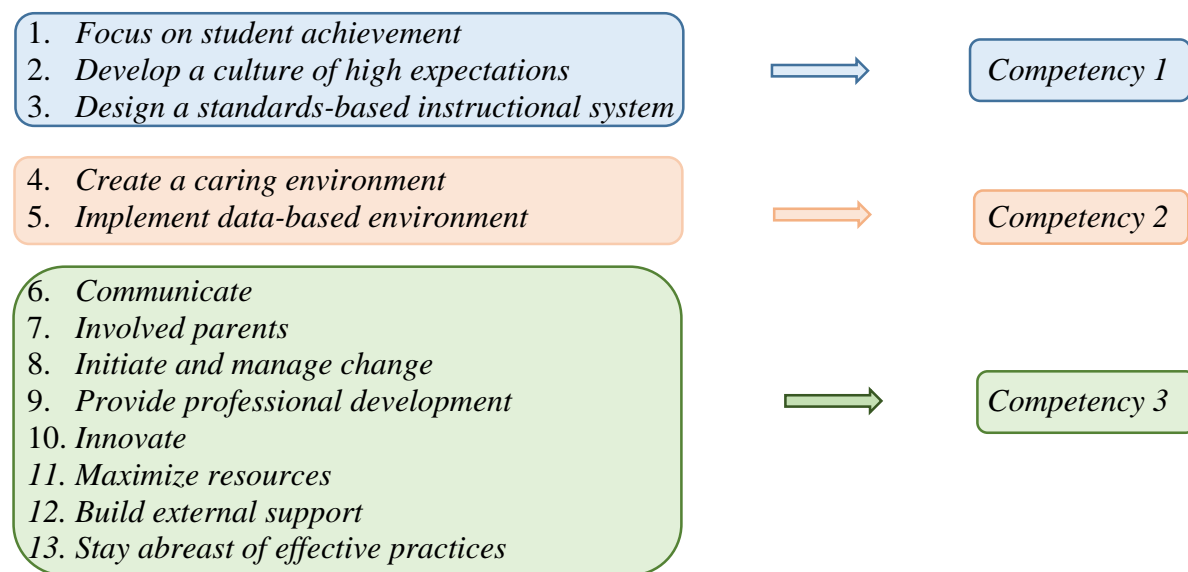 1. Focus on student achievement
2. Develop a culture of high expectations
3. Design a standards-based instructional system
Competency 1
4. Create a caring environment
5. Implement data-based environment
Competency 2
6. Communicate
7. Involved parents
8. Initiate and manage change
9. Provide professional development
10. Innovate
11. Maximize resources
12. Build external support
13. Stay abreast of effective practices
Competency 3